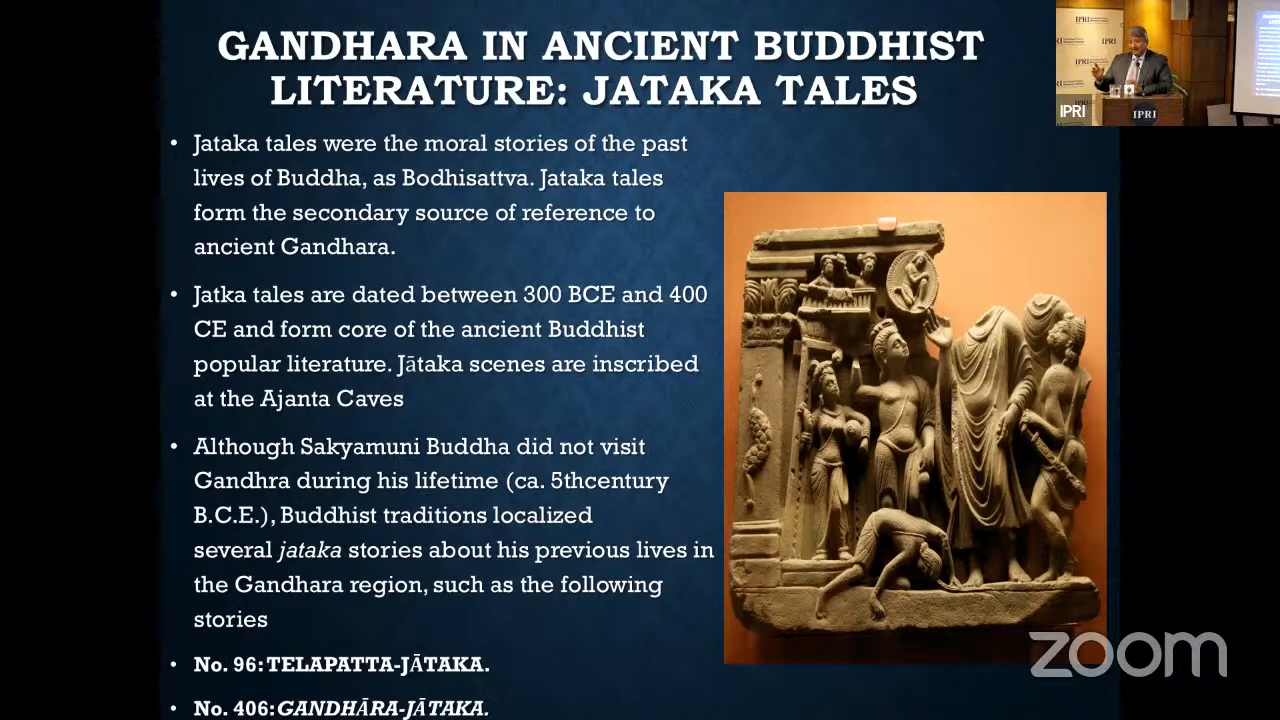 GANDHARA IN ANCIENT BUDDHIST
LITERATURE: JATAKA TALES
• Jataka tales were the moral stories of the past
lives of Buddha, as Bodhisattva. Jataka tales
form the secondary source of reference to
ancient Gandhara.
• Jatka tales are dated between 300 BCE and 400
CE and form core of the ancient Buddhist
popular literature. Jātaka scenes are inscribed
at the Ajanta Caves
• Although Sakyamuni Buddha did not visit
Gandhra during his lifetime (ca. 5thcentury
B.C.E.), Buddhist traditions localized
several jataka stories about his previous lives in
the Gandhara region, such as the following
stories
• No. 96: TELAPATTA-JĀTAKA.
• No. 406: GANDHĀRA-JĀTAKA.
IPRI
IPRI
IPRI
IPRI
IPRI
IPRI
zoom